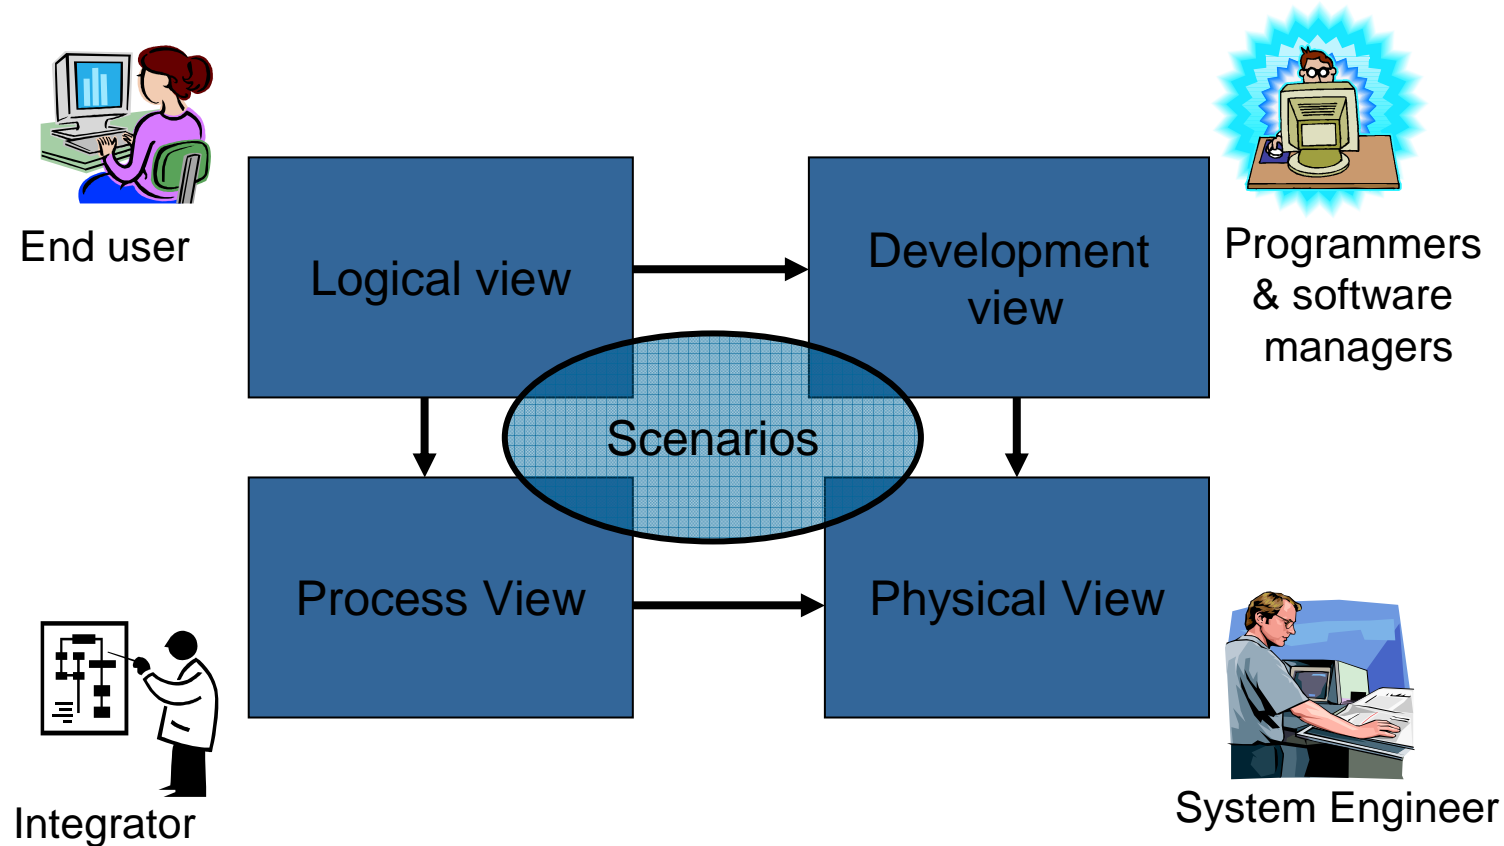 End user
Logical view
Development
view
Programmers
& software
managers
Scenarios
Process View
Physical View
Integrator
System Engineer